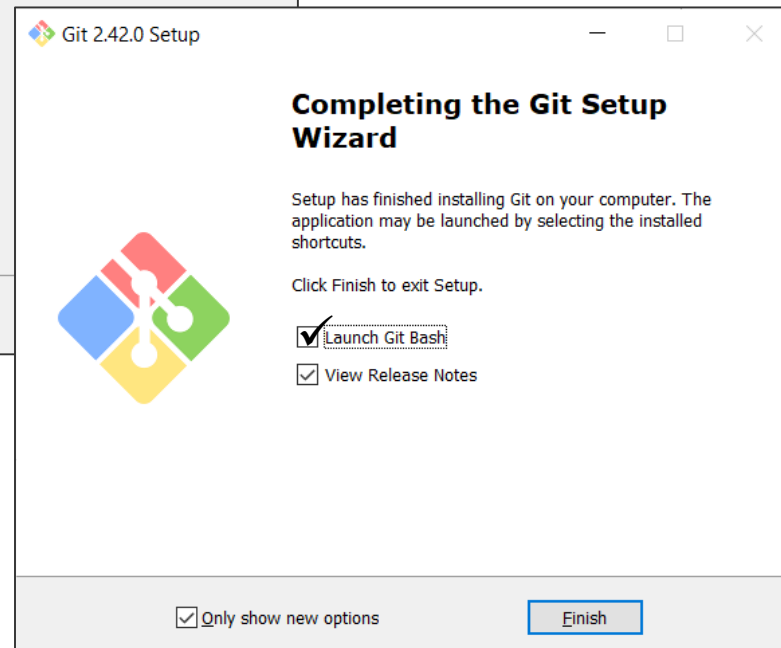 Git 2.42.0 Setup
Completing the Git Setup
Wizard
Setup has finished installing Git on your computer. The
application may be launched by selecting the installed
shortcuts.
Click Finish to exit Setup.
Launch Git Bash
View Release Notes
Only show new options
Finish